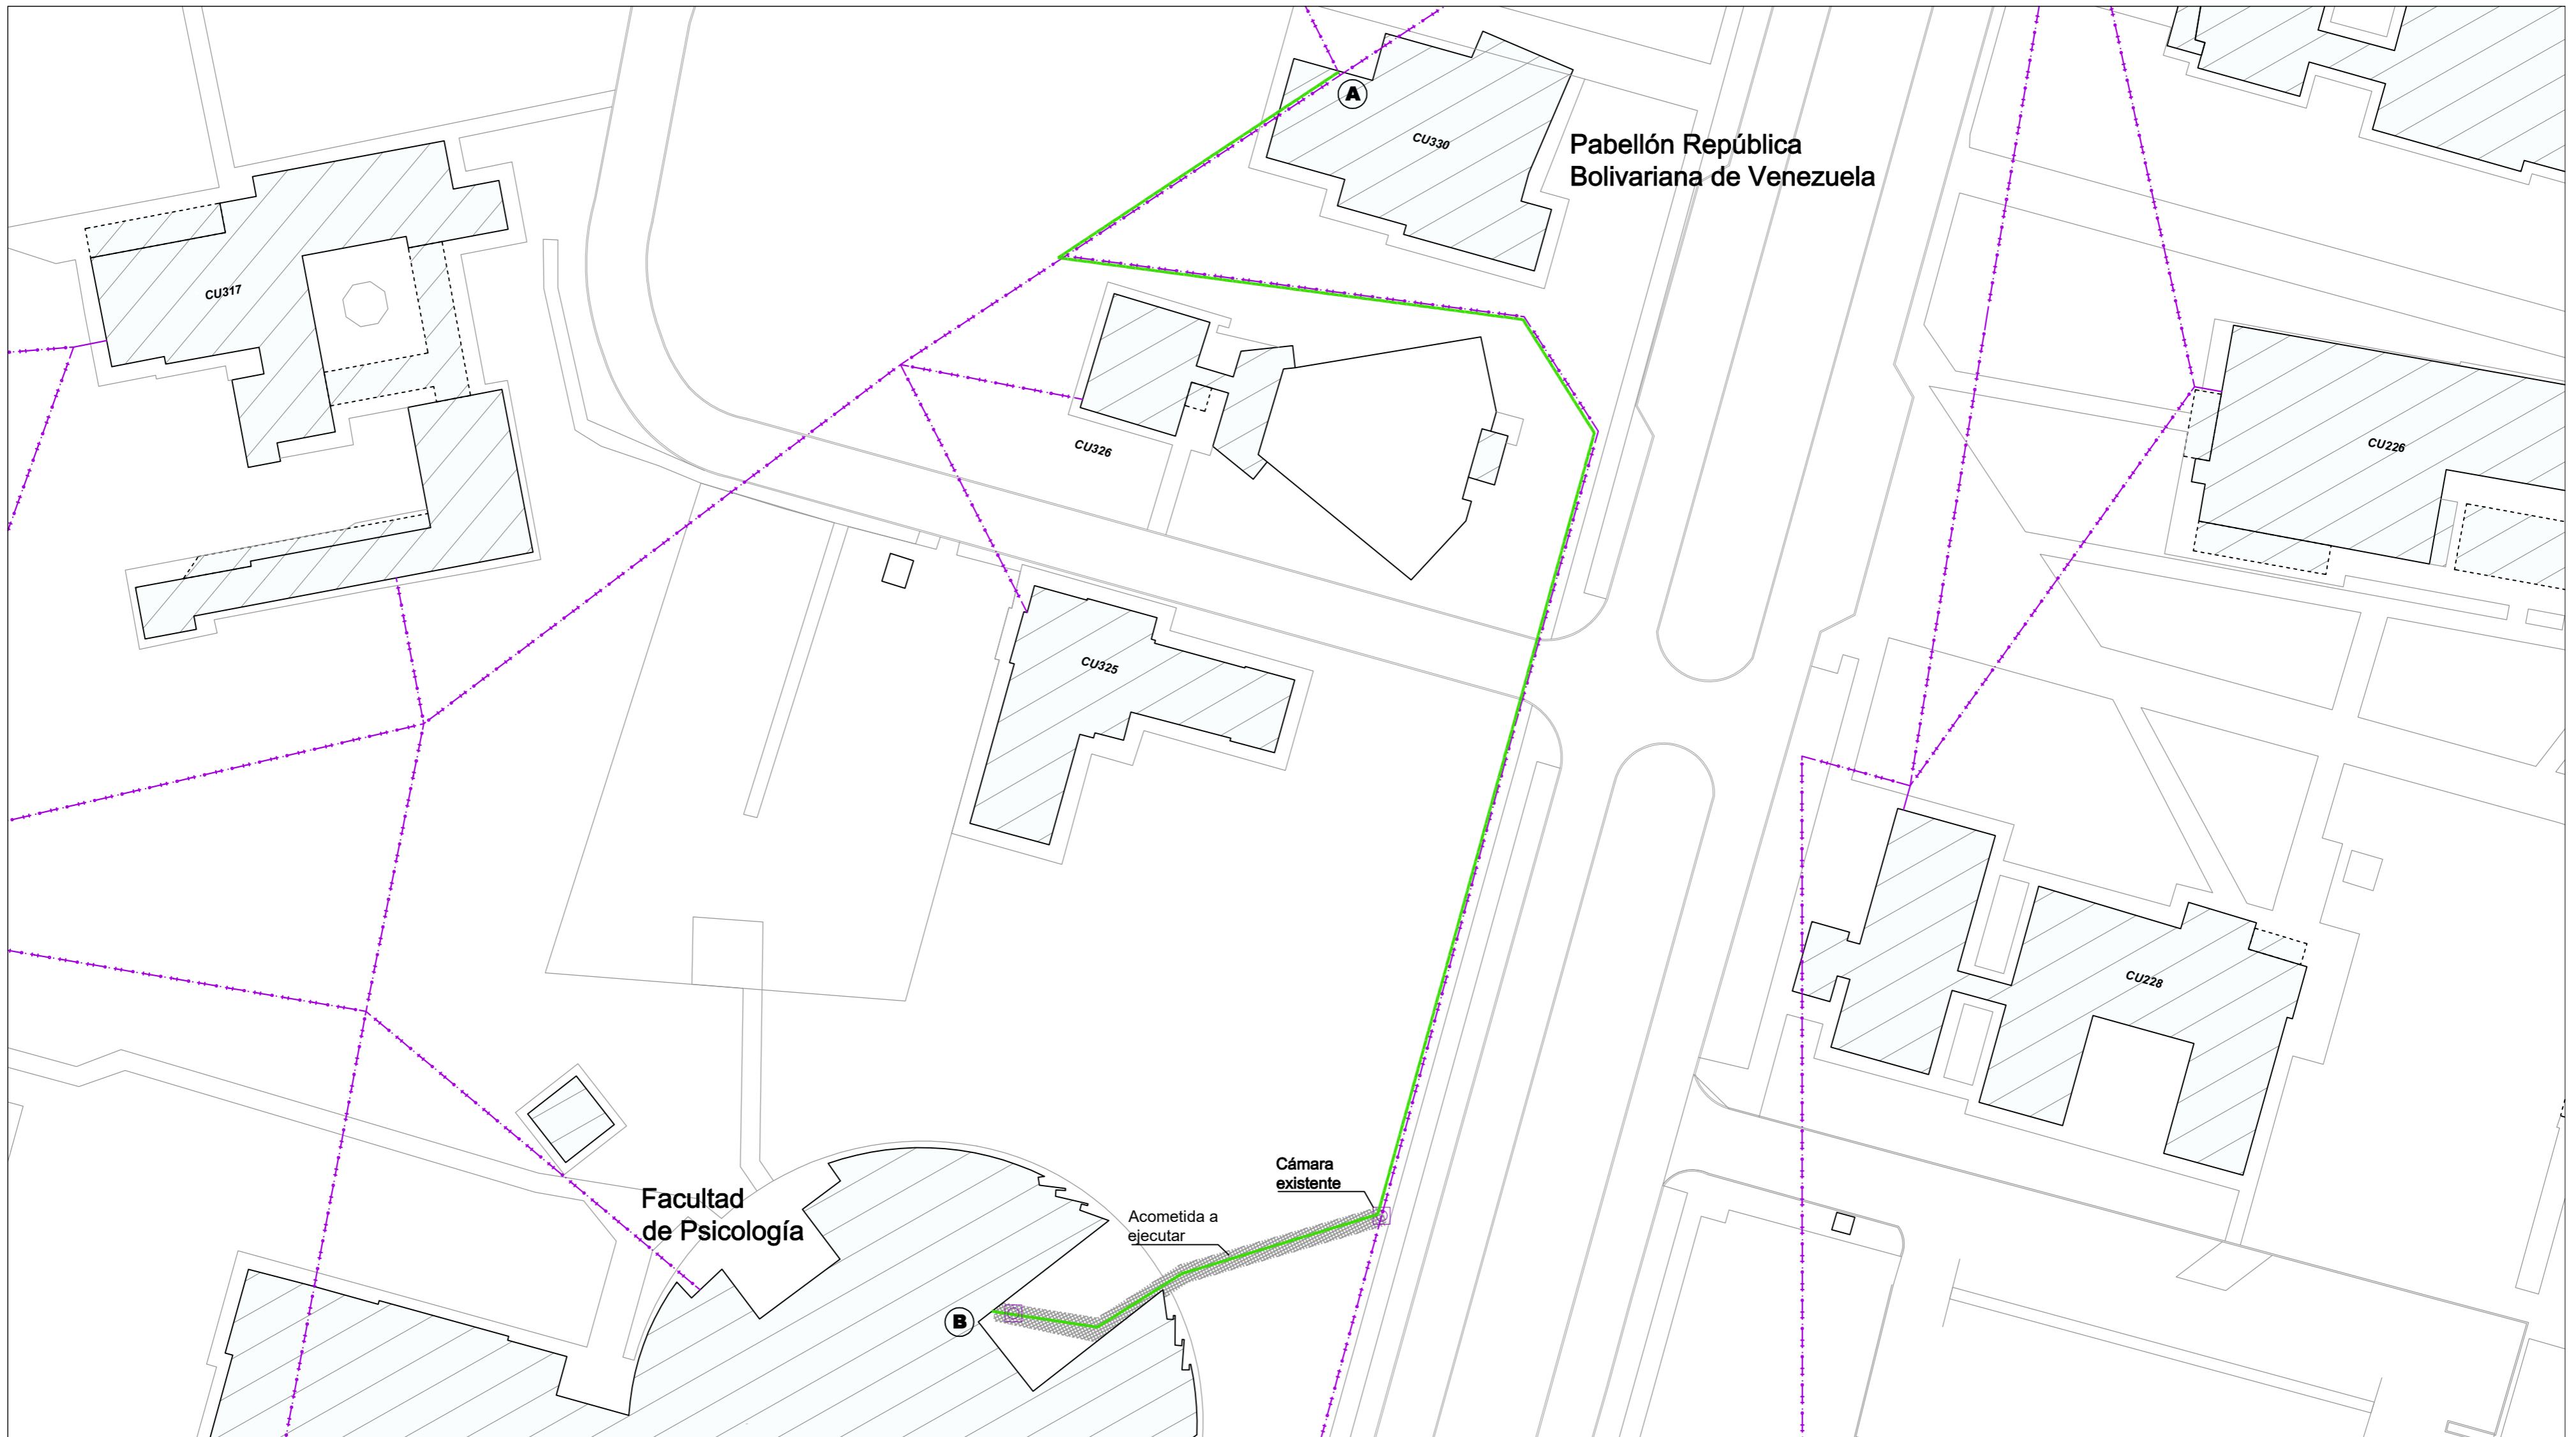 A
CU330
Pabellón República
Bolivariana de Venezuela
CU317
CU326
CU226
CU325
CU228
Cámara
existente
Facultad
de Psicología
Acometida a
ejecutar
B